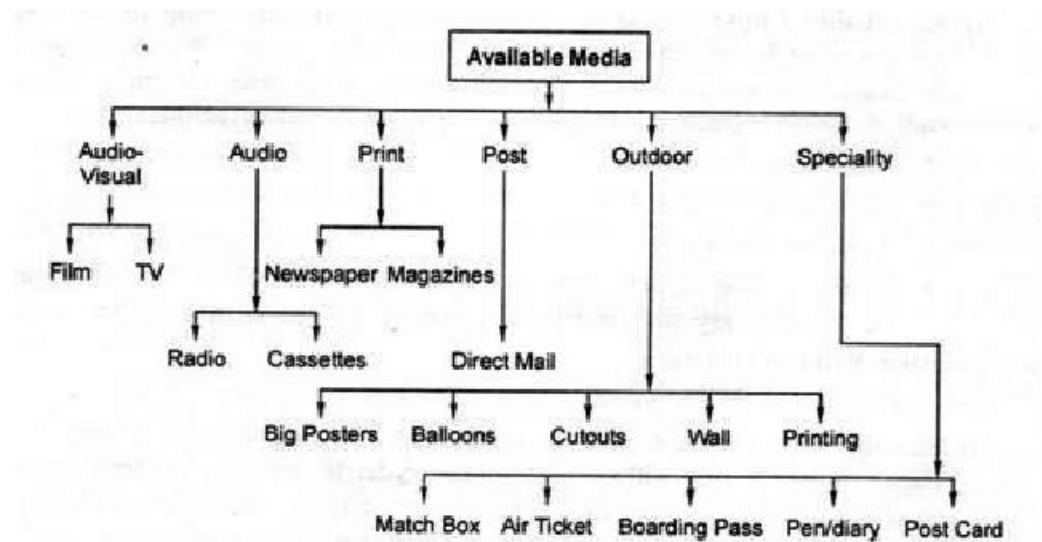 Available Media
Audio-
Visual
Audio
Print
Post
Outdoor
Speciality
Film
TV
Newspaper
Magazines
Radio
Cassettes
Direct Mail
Big Posters
Balloons
Cutouts
Wall
Printing
Match Box
Air Ticket
Boarding Pass
Pen/diary
Post Card